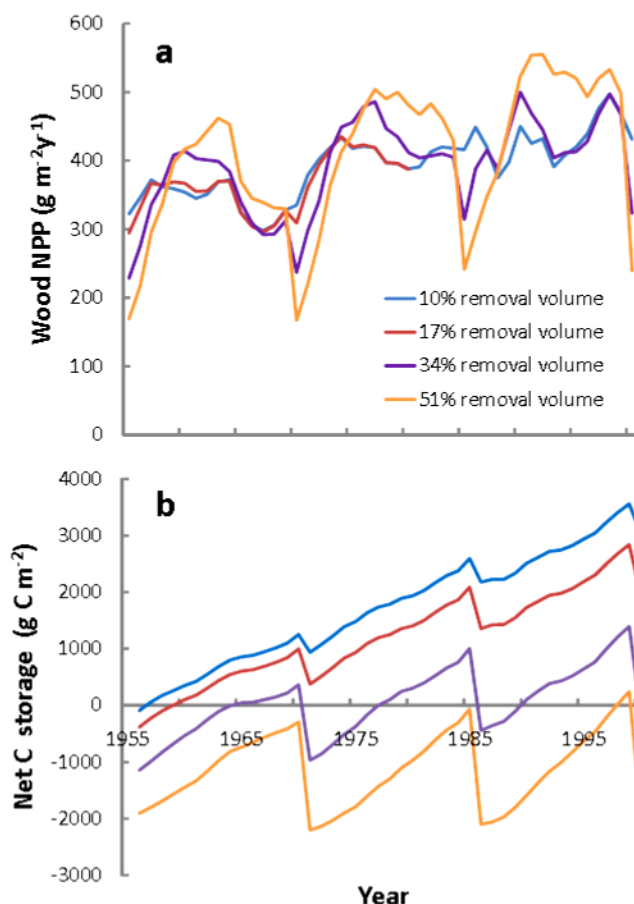 a
Wood NPP (g m-2y-1)
600
500
400
300
200
100
0
10% removal volume
17% removal volume
34% removal volume
51% removal volume
b
Net C storage (g C m-2)
4000
3000
2000
1000
0
-1000
-2000
-3000
1955
1965
1975
1985
1995
Year